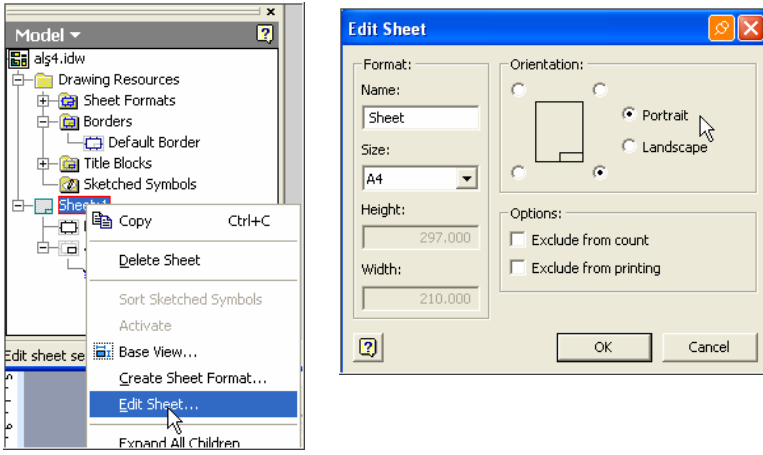 Model
alş4.idw
Drawing Resources
Sheet Formats
Borders
Default Border
Title Blocks
Sketched Symbols
Sheet:1
Copy Ctrl+C
Delete Sheet
Sort Sketched Symbols
Activate
Base View...
Create Sheet Format...
Edit Sheet...
Expand All Children
Edit sheet se
Edit Sheet
Format:
Name:
Sheet
Size:
A4
Height:
297.000
Width:
210.000
Orientation:
Portrait
Landscape
Options:
Exclude from count
Exclude from printing
OK
Cancel